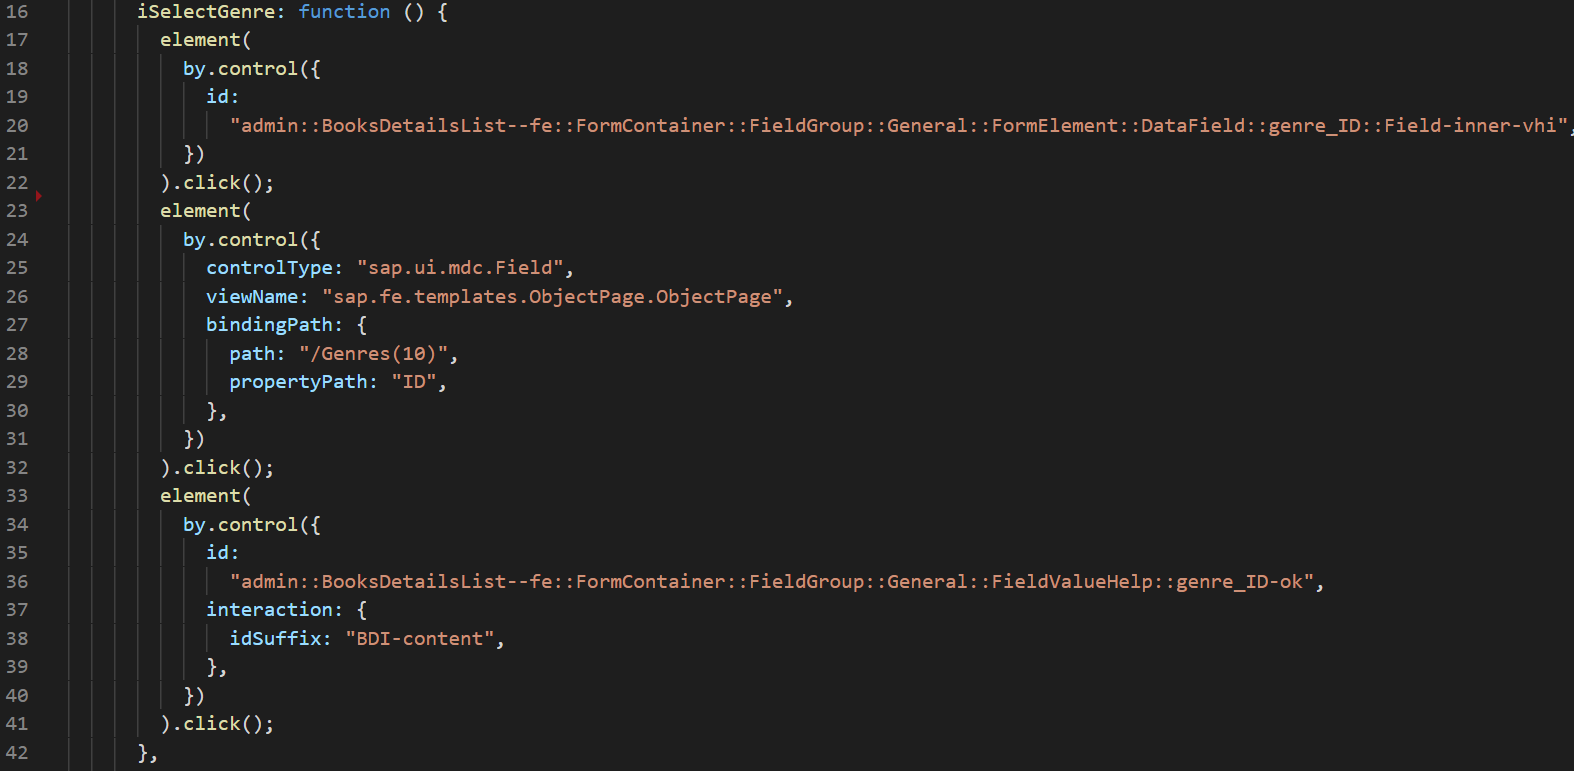 16 iSelectGenre: function () {
17 element(
18 by.control({
19 id:
20 "admin::BooksDetailsList--fe::FormContainer::FieldGroup::General::FormElement::DataField::genre_ID::Field-inner-vhi",
21 })
22 ).click();
23 element(
24 by.control({
25 controlType: "sap.ui.mdc.Field",
26 viewName: "sap.fe.templates.ObjectPage.ObjectPage",
27 bindingPath: {
28 path: "/Genres(10)",
29 propertyPath: "ID",
30 },
31 })
32 ).click();
33 element(
34 by.control({
35 id:
36 "admin::BooksDetailsList--fe::FormContainer::FieldGroup::General::FieldValueHelp::genre_ID-ok",
37 interaction: {
38 idSuffix: "BDI-content",
39 },
40 })
41 ).click();
42 },